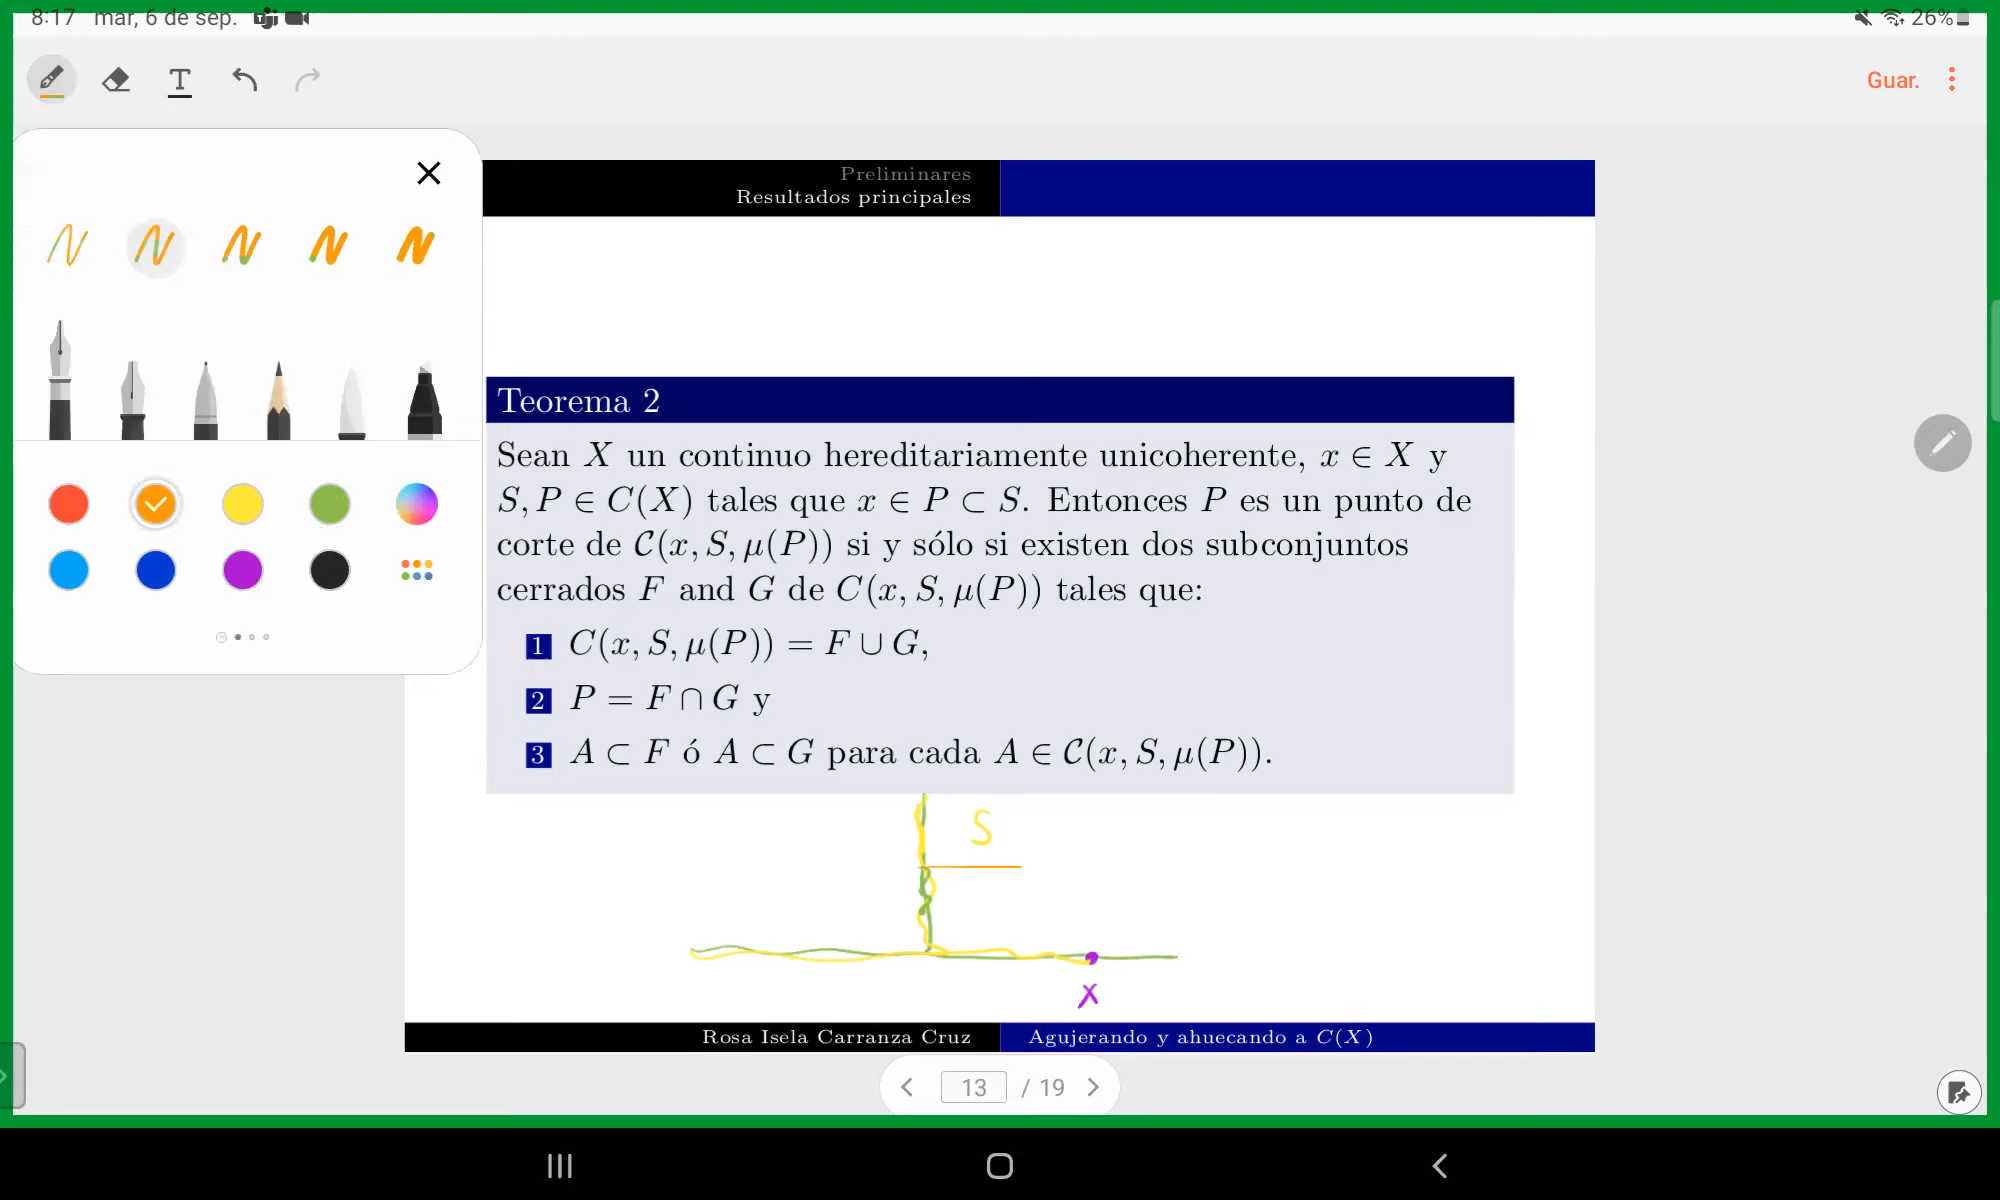 8:17 mar, 6 de sep. 26%
T Guar.
Preliminares
Resultados principales
Teorema 2
Sean X un continuo hereditariamente unicoherente, x ∈ X y
S, P ∈ C(X) tales que x ∈ P ⊂ S. Entonces P es un punto de
corte de 𝒞(x, S, μ(P)) si y sólo si existen dos subconjuntos
cerrados F and G de C(x, S, μ(P)) tales que:
1 C(x, S, μ(P)) = F ∪ G,
2 P = F ∩ G y
3 A ⊂ F ó A ⊂ G para cada A ∈ 𝒞(x, S, μ(P)).
S
X
Rosa Isela Carranza Cruz Agujerando y ahuecando a C(X)
13 / 19